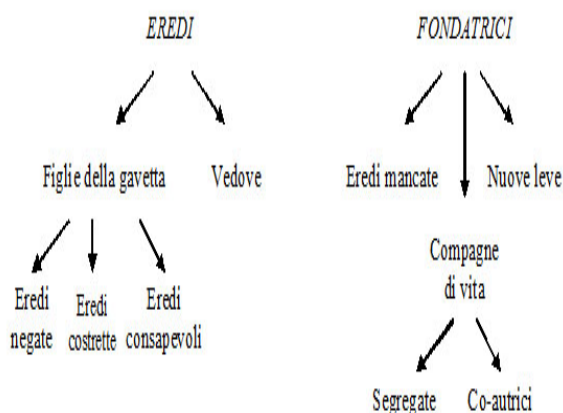 EREDI
FONDATRICI
Figlie della gavetta
Vedove
Eredi mancate
Nuove leve
Eredi
negate
Eredi
costrette
Eredi
consapevoli
Compagne
di vita
Segregate
Co-autrici